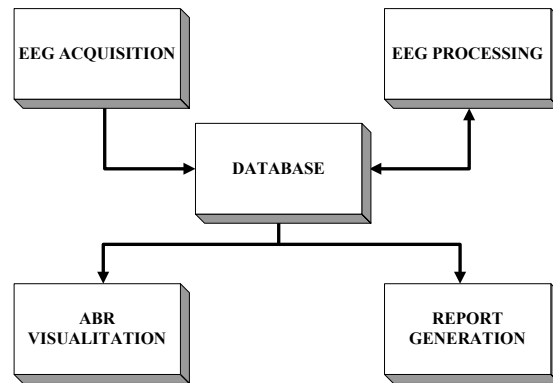 EEG ACQUISITION
EEG PROCESSING
DATABASE
ABR
VISUALITATION
REPORT
GENERATION